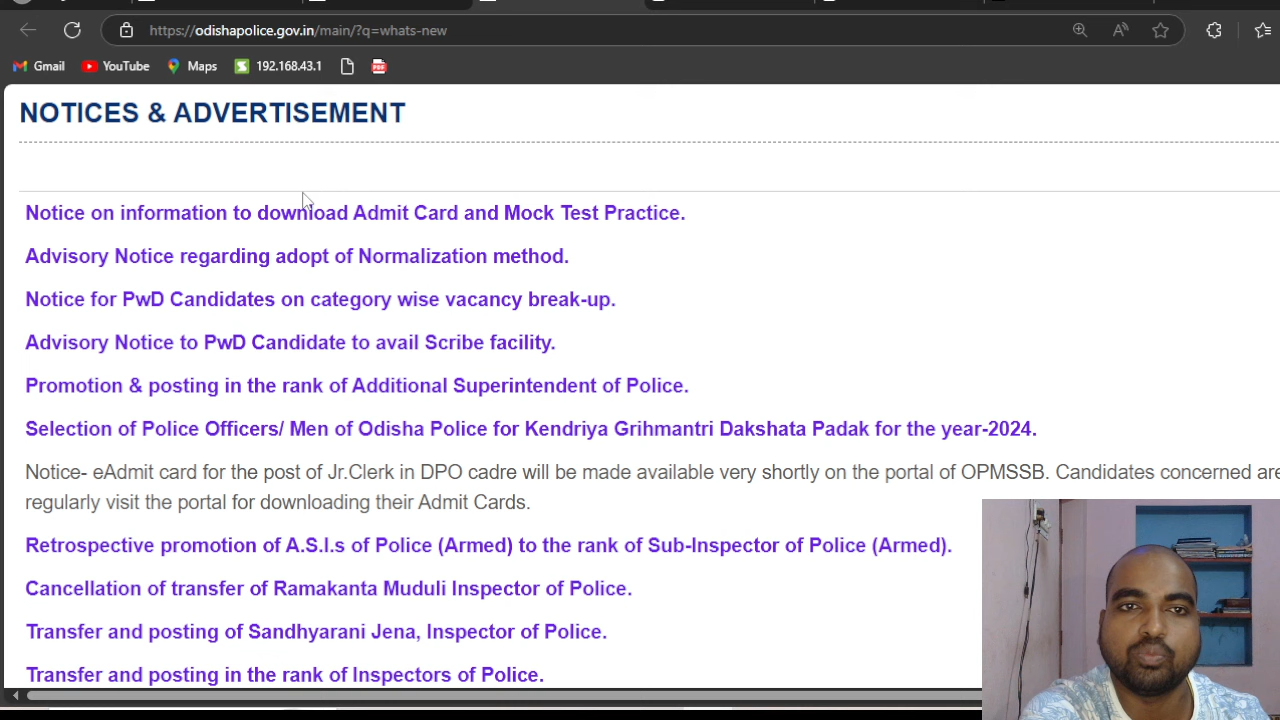 https://odishapolice.gov.in/main/?q=whats-new
Gmail YouTube Maps 192.168.43.1
NOTICES & ADVERTISEMENT
Notice on information to download Admit Card and Mock Test Practice.
Advisory Notice regarding adopt of Normalization method.
Notice for PwD Candidates on category wise vacancy break-up.
Advisory Notice to PwD Candidate to avail Scribe facility.
Promotion & posting in the rank of Additional Superintendent of Police.
Selection of Police Officers/ Men of Odisha Police for Kendriya Grihmantri Dakshata Padak for the year-2024.
Notice- eAdmit card for the post of Jr.Clerk in DPO cadre will be made available very shortly on the portal of OPMSSB. Candidates concerned are
regularly visit the portal for downloading their Admit Cards.
Retrospective promotion of A.S.I.s of Police (Armed) to the rank of Sub-Inspector of Police (Armed).
Cancellation of transfer of Ramakanta Muduli Inspector of Police.
Transfer and posting of Sandhyarani Jena, Inspector of Police.
Transfer and posting in the rank of Inspectors of Police.